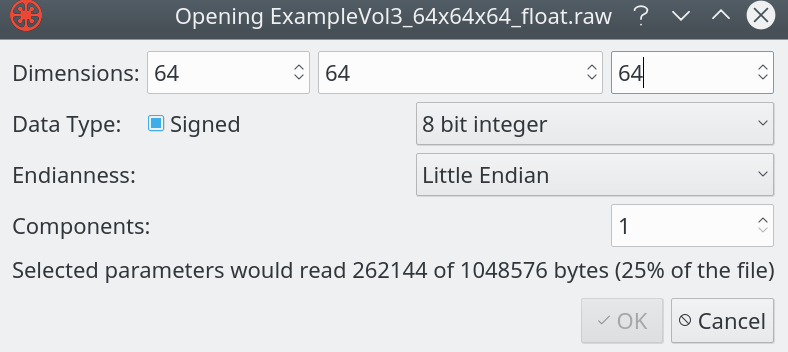 Opening ExampleVol3_64x64x64_float.raw ?
Dimensions: 64 64 64
Data Type: Signed 8 bit integer
Endianness: Little Endian
Components: 1
Selected parameters would read 262144 of 1048576 bytes (25% of the file)
OK Cancel